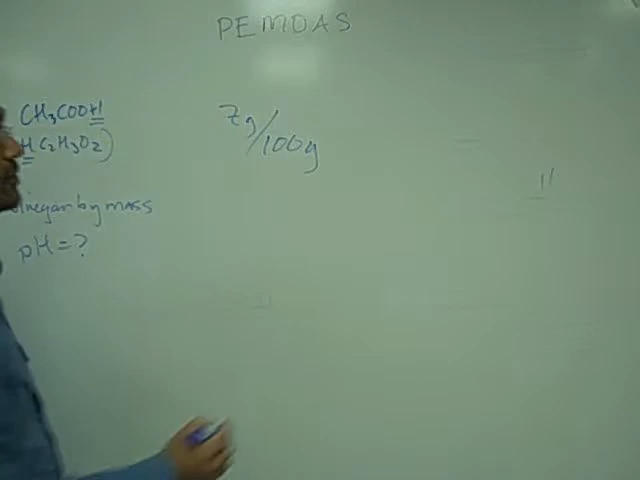 PEMDAS
CH3COOH
HC2H3O2)
Vinegar by mass
pH=?
7g/100g